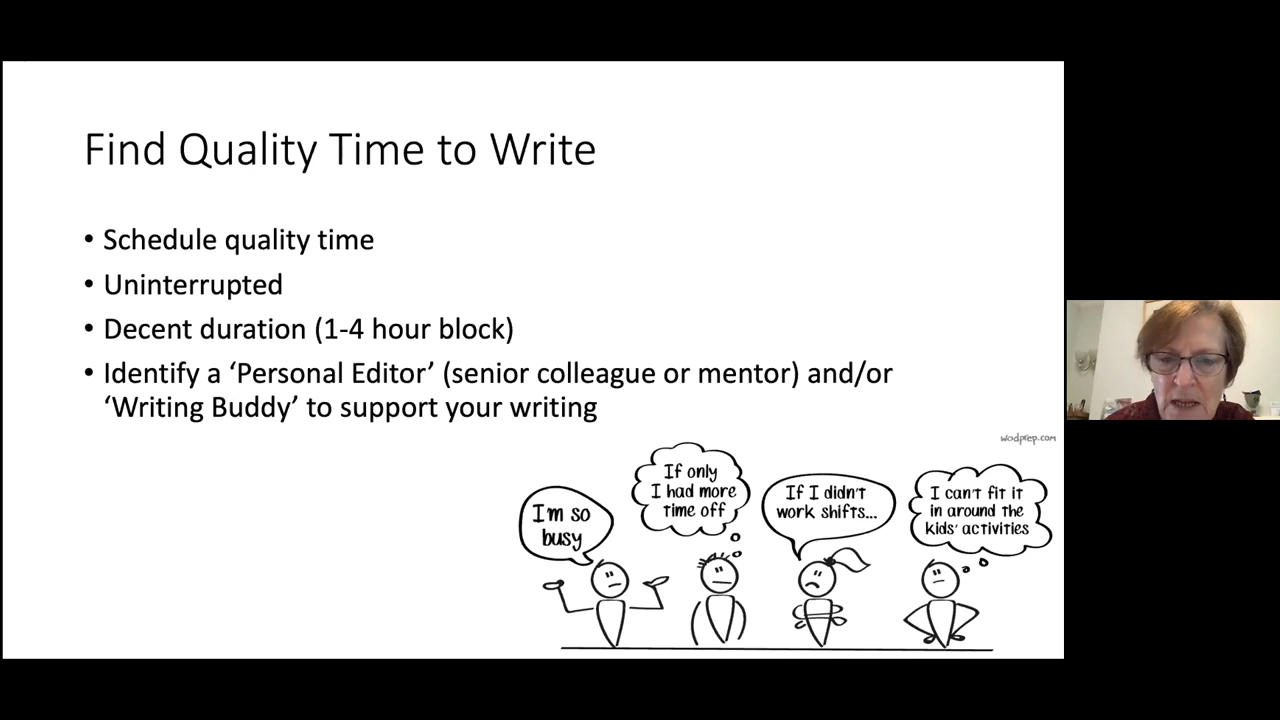 Find Quality Time to Write
• Schedule quality time
• Uninterrupted
• Decent duration (1-4 hour block)
• Identify a ‘Personal Editor’ (senior colleague or mentor) and/or
‘Writing Buddy’ to support your writing
wodprep.com
I'm so
busy
If only
I had more
time off
If I didn't
work shifts...
I can't fit it
in around the
kids' activities